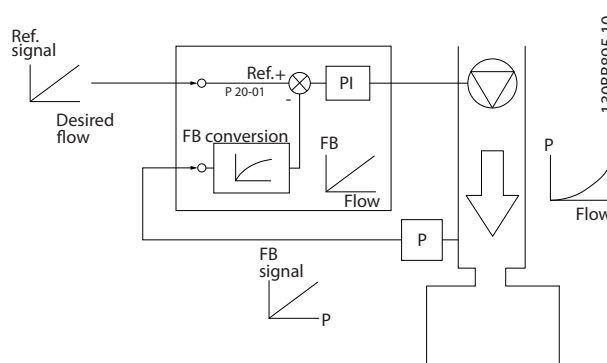 Ref.
signal
Desired
flow
Ref.+
P 20-01
-
PI
FB conversion
FB
Flow
P
FB
signal
P
P
Flow